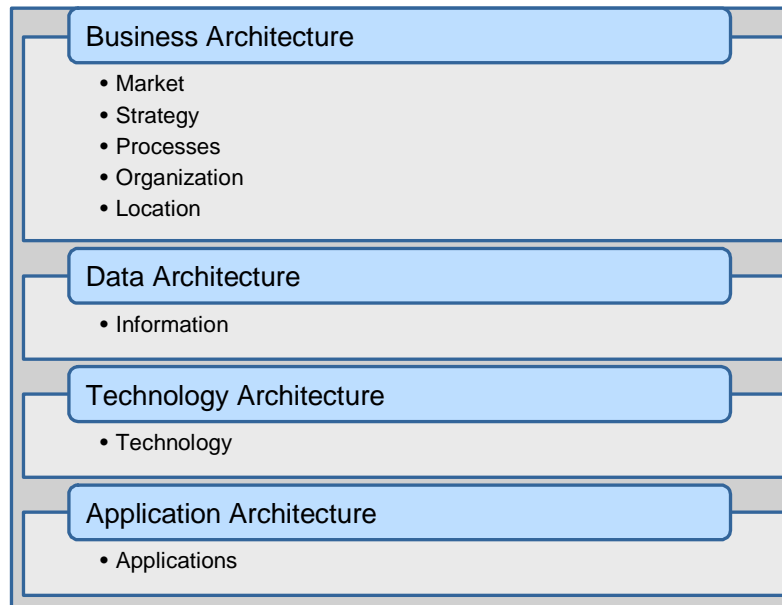 Business Architecture
• Market
• Strategy
• Processes
• Organization
• Location
Data Architecture
• Information
Technology Architecture
• Technology
Application Architecture
• Applications